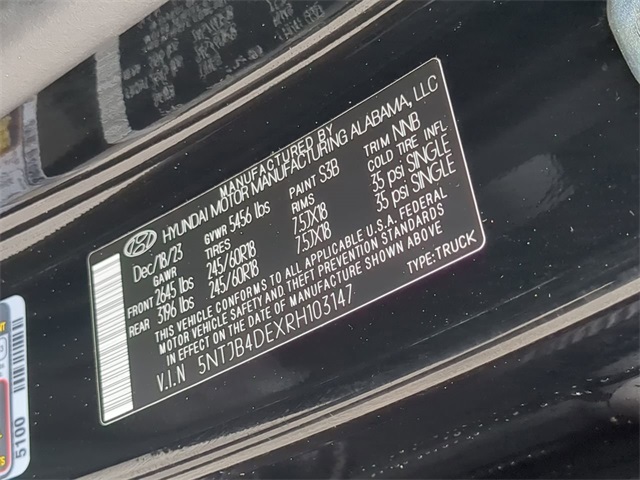 MANUFACTURED BY
HYUNDAI MOTOR MANUFACTURING ALABAMA, LLC
Dec/18/23 GVWR 5456 lbs PAINT S3B TRIM NNB
GAWR TIRES RIMS COLD TIRE INFL
FRONT 2645 lbs 245/60R18 7.5JX18 35 psi SINGLE
REAR 3196 lbs 245/60R18 7.5JX18 35 psi SINGLE
THIS VEHICLE CONFORMS TO ALL APPLICABLE U.S.A. FEDERAL
MOTOR VEHICLE SAFETY AND THEFT PREVENTION STANDARDS
IN EFFECT ON THE DATE OF MANUFACTURE SHOWN ABOVE
V.I.N 5NTJB4DEXRH103147 TYPE:TRUCK
5100